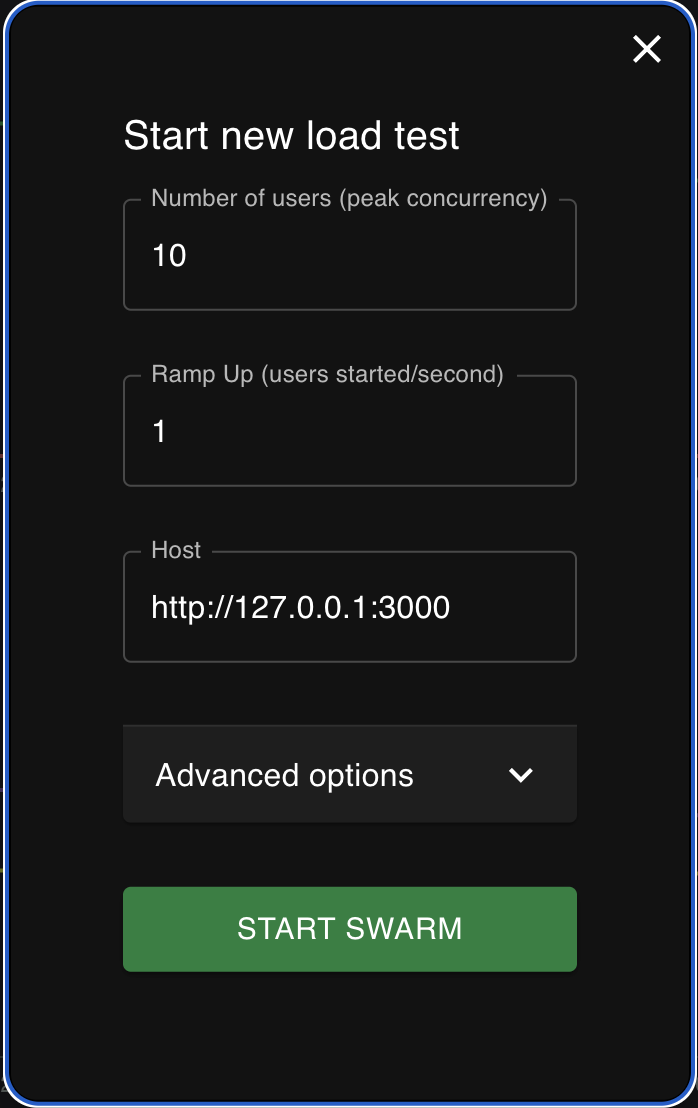 Start new load test
Number of users (peak concurrency)
10
Ramp Up (users started/second)
1
Host
http://127.0.0.1:3000
Advanced options
START SWARM